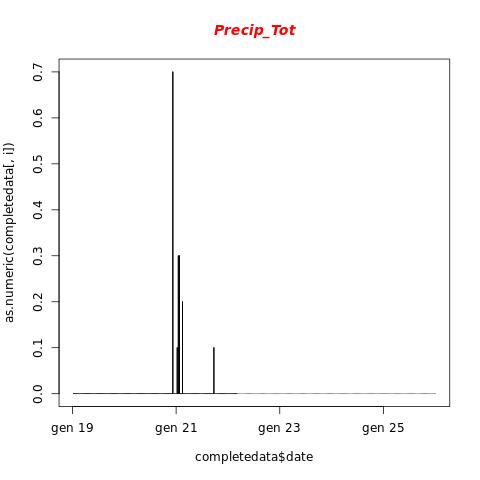 Precip_Tot
as.numeric(completedata[, i])
0.7
0.6
0.5
0.4
0.3
0.2
0.1
0.0
gen 19 gen 21 gen 23 gen 25
completedata$date